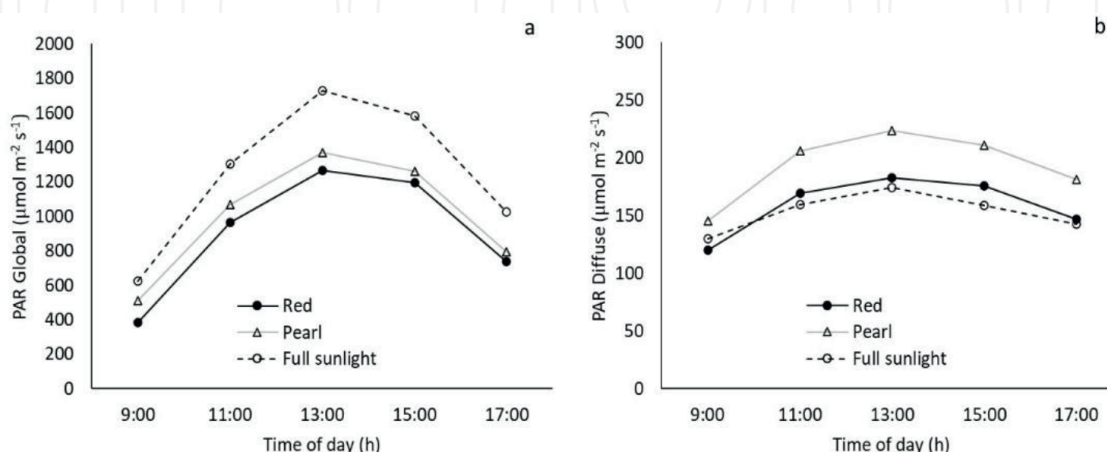 a
PAR Global (µmol m⁻² s⁻¹)
2000
1800
1600
1400
1200
1000
800
600
400
200
0
Red
Pearl
Full sunlight
9:00 11:00 13:00 15:00 17:00
Time of day (h)
b
PAR Diffuse (µmol m⁻² s⁻¹)
300
250
200
150
100
50
0
Red
Pearl
Full sunlight
9:00 11:00 13:00 15:00 17:00
Time of day (h)